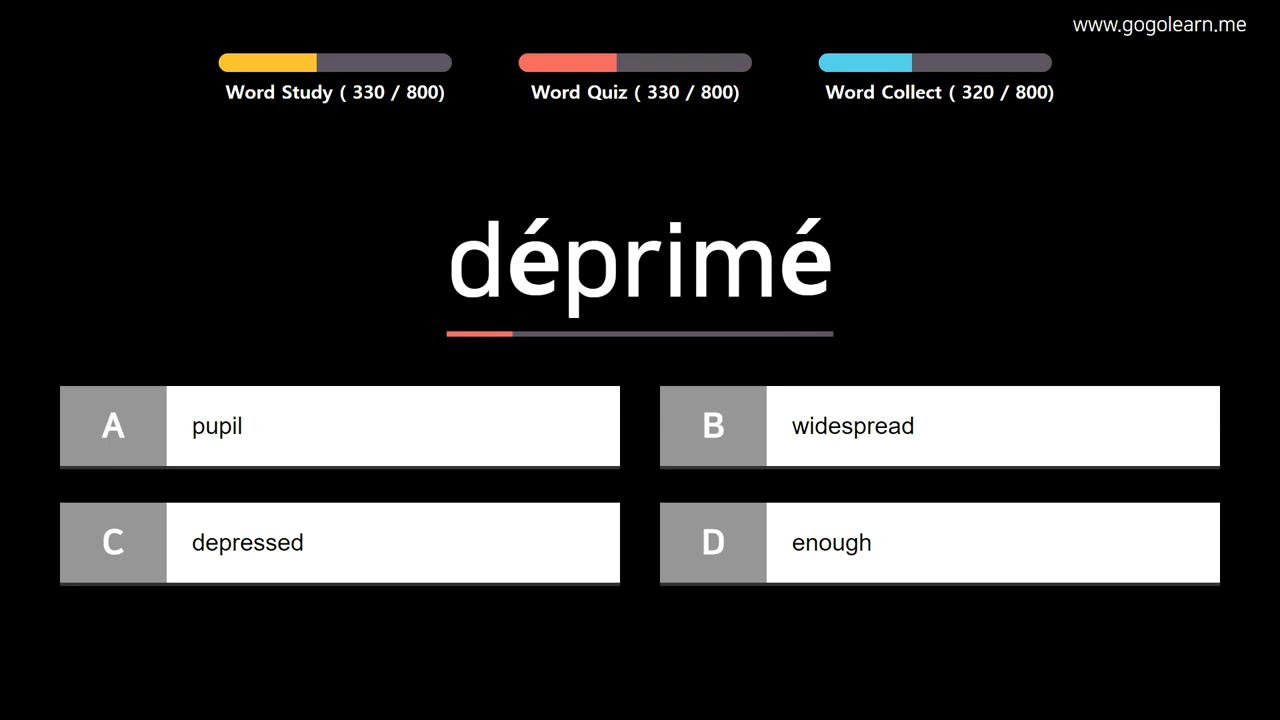 www.gogolearn.me
Word Study ( 330 / 800)
Word Quiz ( 330 / 800)
Word Collect ( 320 / 800)
déprimé
A pupil
B widespread
C depressed
D enough